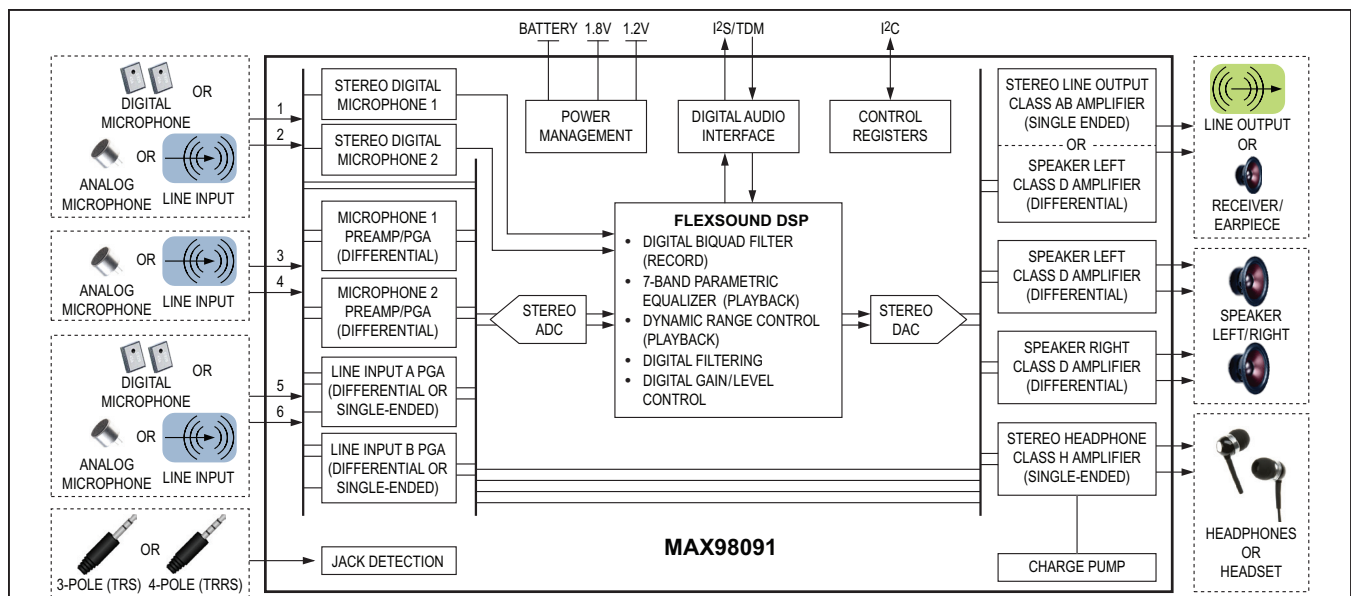 BATTERY 1.8V 1.2V I²S/TDM I²C
OR
DIGITAL
MICROPHONE
OR
ANALOG
MICROPHONE LINE INPUT
1
2
OR
ANALOG
MICROPHONE LINE INPUT
3
4
OR
DIGITAL
MICROPHONE
OR
ANALOG
MICROPHONE LINE INPUT
5
6
OR
3-POLE (TRS) 4-POLE (TRRS)
STEREO DIGITAL
MICROPHONE 1
STEREO DIGITAL
MICROPHONE 2
MICROPHONE 1
PREAMP/PGA
(DIFFERENTIAL)
MICROPHONE 2
PREAMP/PGA
(DIFFERENTIAL)
LINE INPUT A PGA
(DIFFERENTIAL OR
SINGLE-ENDED)
LINE INPUT B PGA
(DIFFERENTIAL OR
SINGLE-ENDED)
JACK DETECTION
POWER
MANAGEMENT
DIGITAL AUDIO
INTERFACE
CONTROL
REGISTERS
STEREO
ADC
FLEXSOUND DSP
• DIGITAL BIQUAD FILTER
(RECORD)
• 7-BAND PARAMETRIC
EQUALIZER (PLAYBACK)
• DYNAMIC RANGE CONTROL
(PLAYBACK)
• DIGITAL FILTERING
• DIGITAL GAIN/LEVEL
CONTROL
STEREO
DAC
MAX98091
STEREO LINE OUTPUT
CLASS AB AMPLIFIER
(SINGLE ENDED)
OR
SPEAKER LEFT
CLASS D AMPLIFIER
(DIFFERENTIAL)
SPEAKER LEFT
CLASS D AMPLIFIER
(DIFFERENTIAL)
SPEAKER RIGHT
CLASS D AMPLIFIER
(DIFFERENTIAL)
STEREO HEADPHONE
CLASS H AMPLIFIER
(SINGLE-ENDED)
CHARGE PUMP
LINE OUTPUT
OR
RECEIVER/
EARPIECE
SPEAKER
LEFT/RIGHT
HEADPHONES
OR
HEADSET